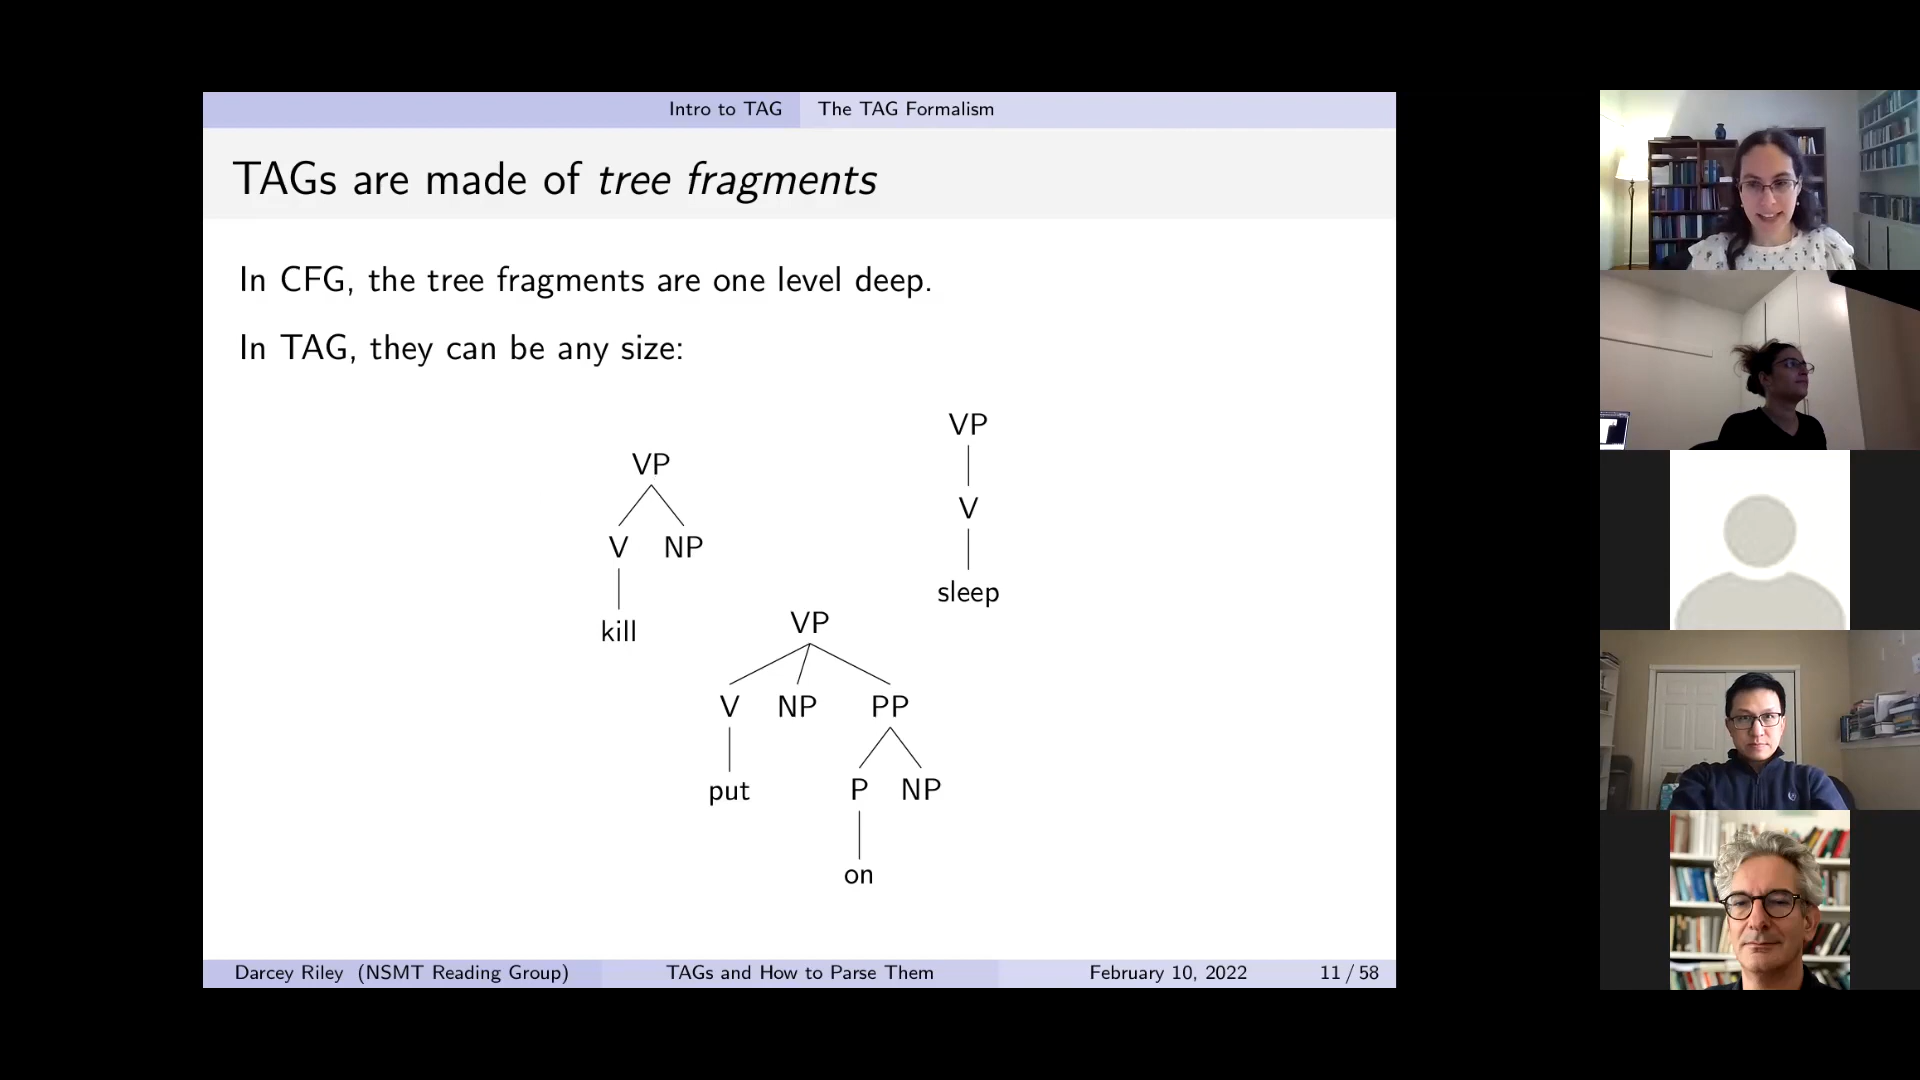 Intro to TAG The TAG Formalism
TAGs are made of tree fragments
In CFG, the tree fragments are one level deep.
In TAG, they can be any size:
VP
V NP
kill
VP
V
sleep
VP
V NP PP
put P NP
on
Darcey Riley (NSMT Reading Group) TAGs and How to Parse Them February 10, 2022 11 / 58